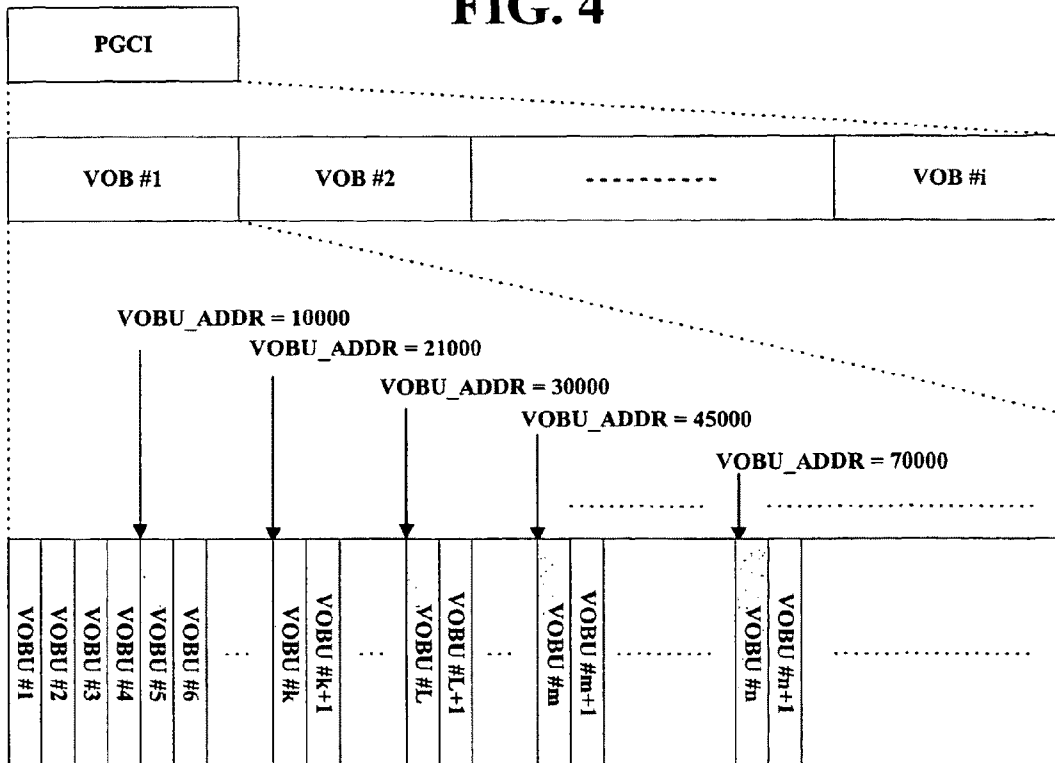 FIG. 4
PGCI
VOB #1 VOB #2 --------- VOB #i
VOBU_ADDR = 10000
VOBU_ADDR = 21000
VOBU_ADDR = 30000
VOBU_ADDR = 45000
VOBU_ADDR = 70000
VOBU #1
VOBU #2
VOBU #3
VOBU #4
VOBU #5
VOBU #6
...
VOBU #k
VOBU #k+1
...
VOBU #L
VOBU #L+1
...
VOBU #m
VOBU #m+1
VOBU #n
VOBU #n+1